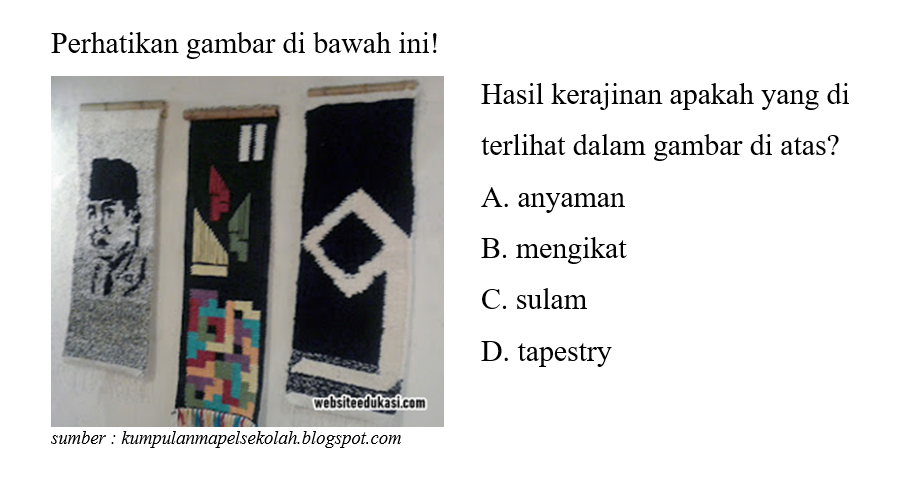 Perhatikan gambar di bawah ini!
Hasil kerajinan apakah yang di
terlihat dalam gambar di atas?
A. anyaman
B. mengikat
C. sulam
D. tapestry
websiteedukasi.com
sumber : kumpulanmapelsekolah.blogspot.com